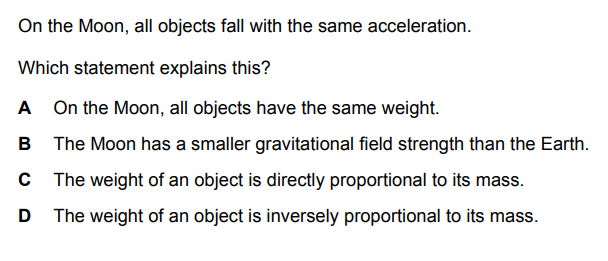 On the Moon, all objects fall with the same acceleration.
Which statement explains this?
A On the Moon, all objects have the same weight.
B The Moon has a smaller gravitational field strength than the Earth.
C The weight of an object is directly proportional to its mass.
D The weight of an object is inversely proportional to its mass.